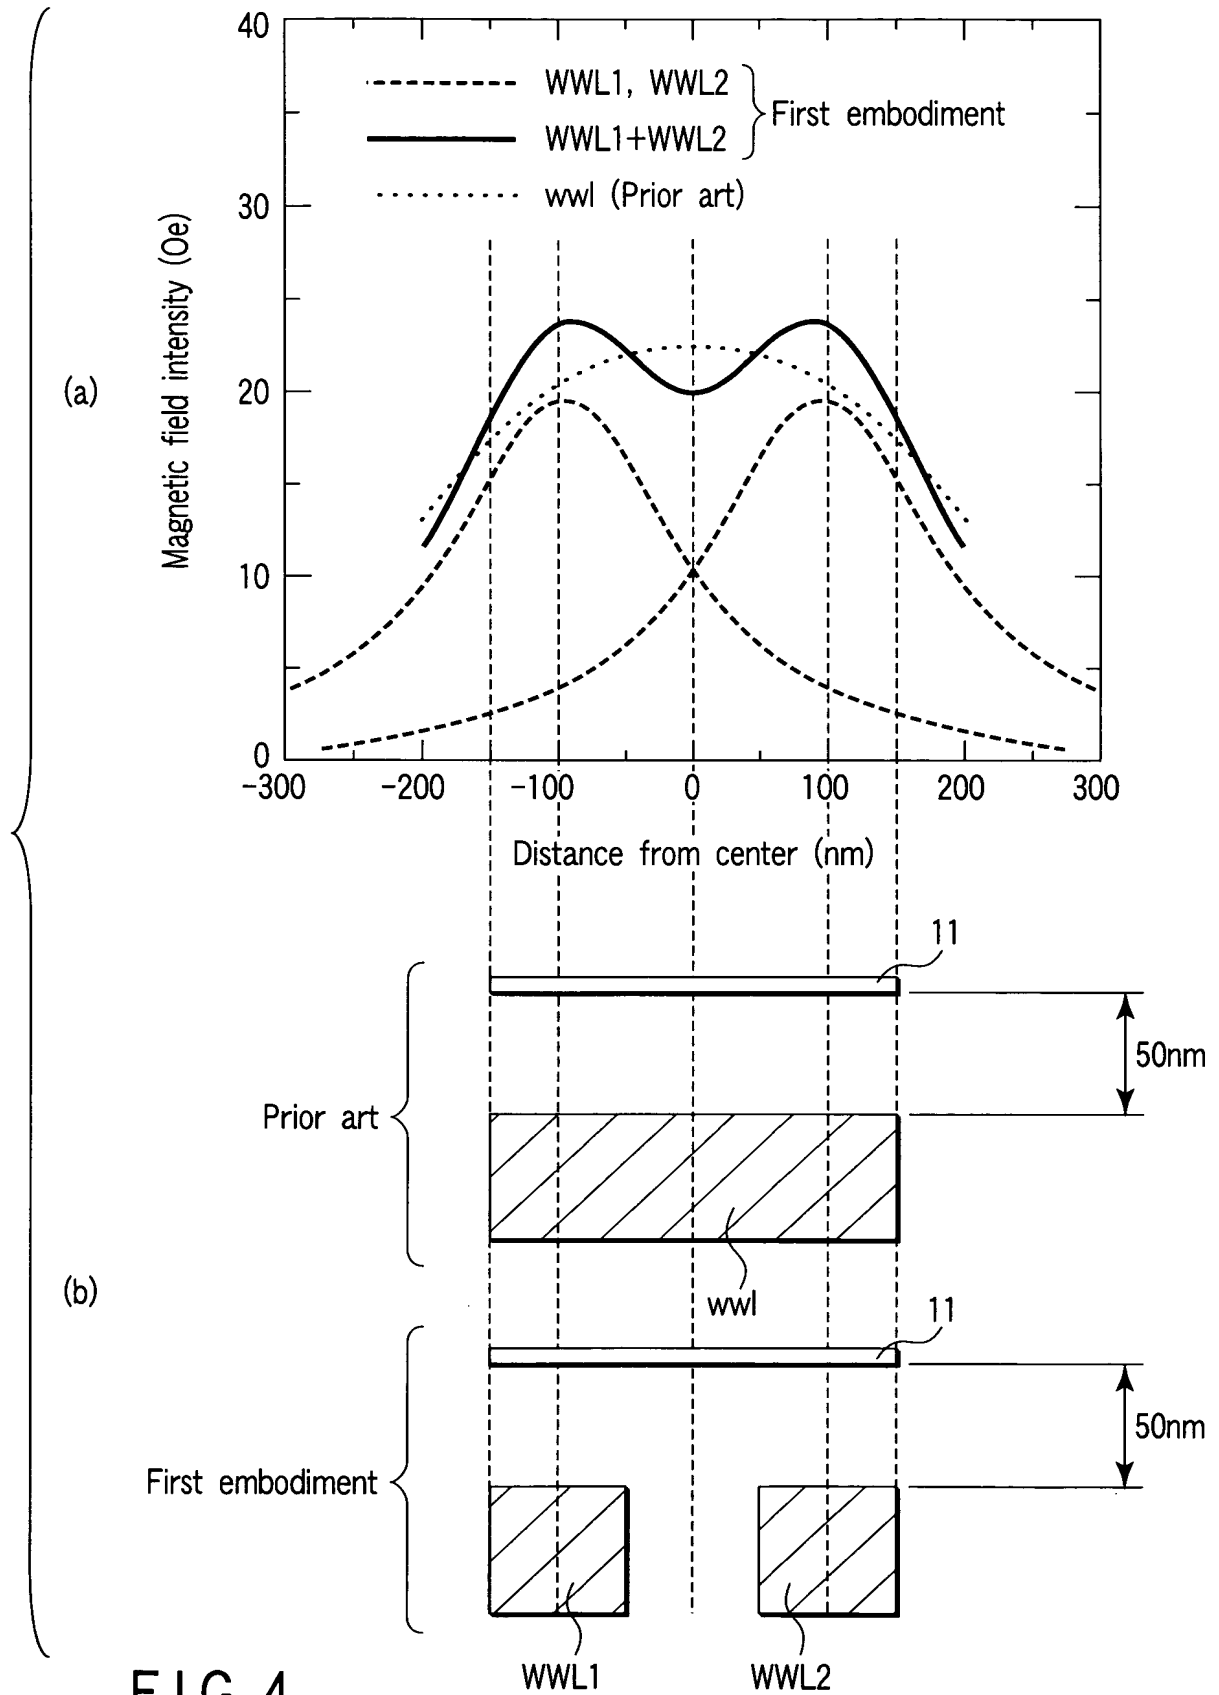 (a)
Magnetic field intensity (Oe)
40
30
20
10
0
WWL1, WWL2
WWL1+WWL2
First embodiment
wwl (Prior art)
-300 -200 -100 0 100 200 300
Distance from center (nm)
(b)
Prior art
11
50nm
wwl
First embodiment
11
50nm
WWL1 WWL2
FIG. 4